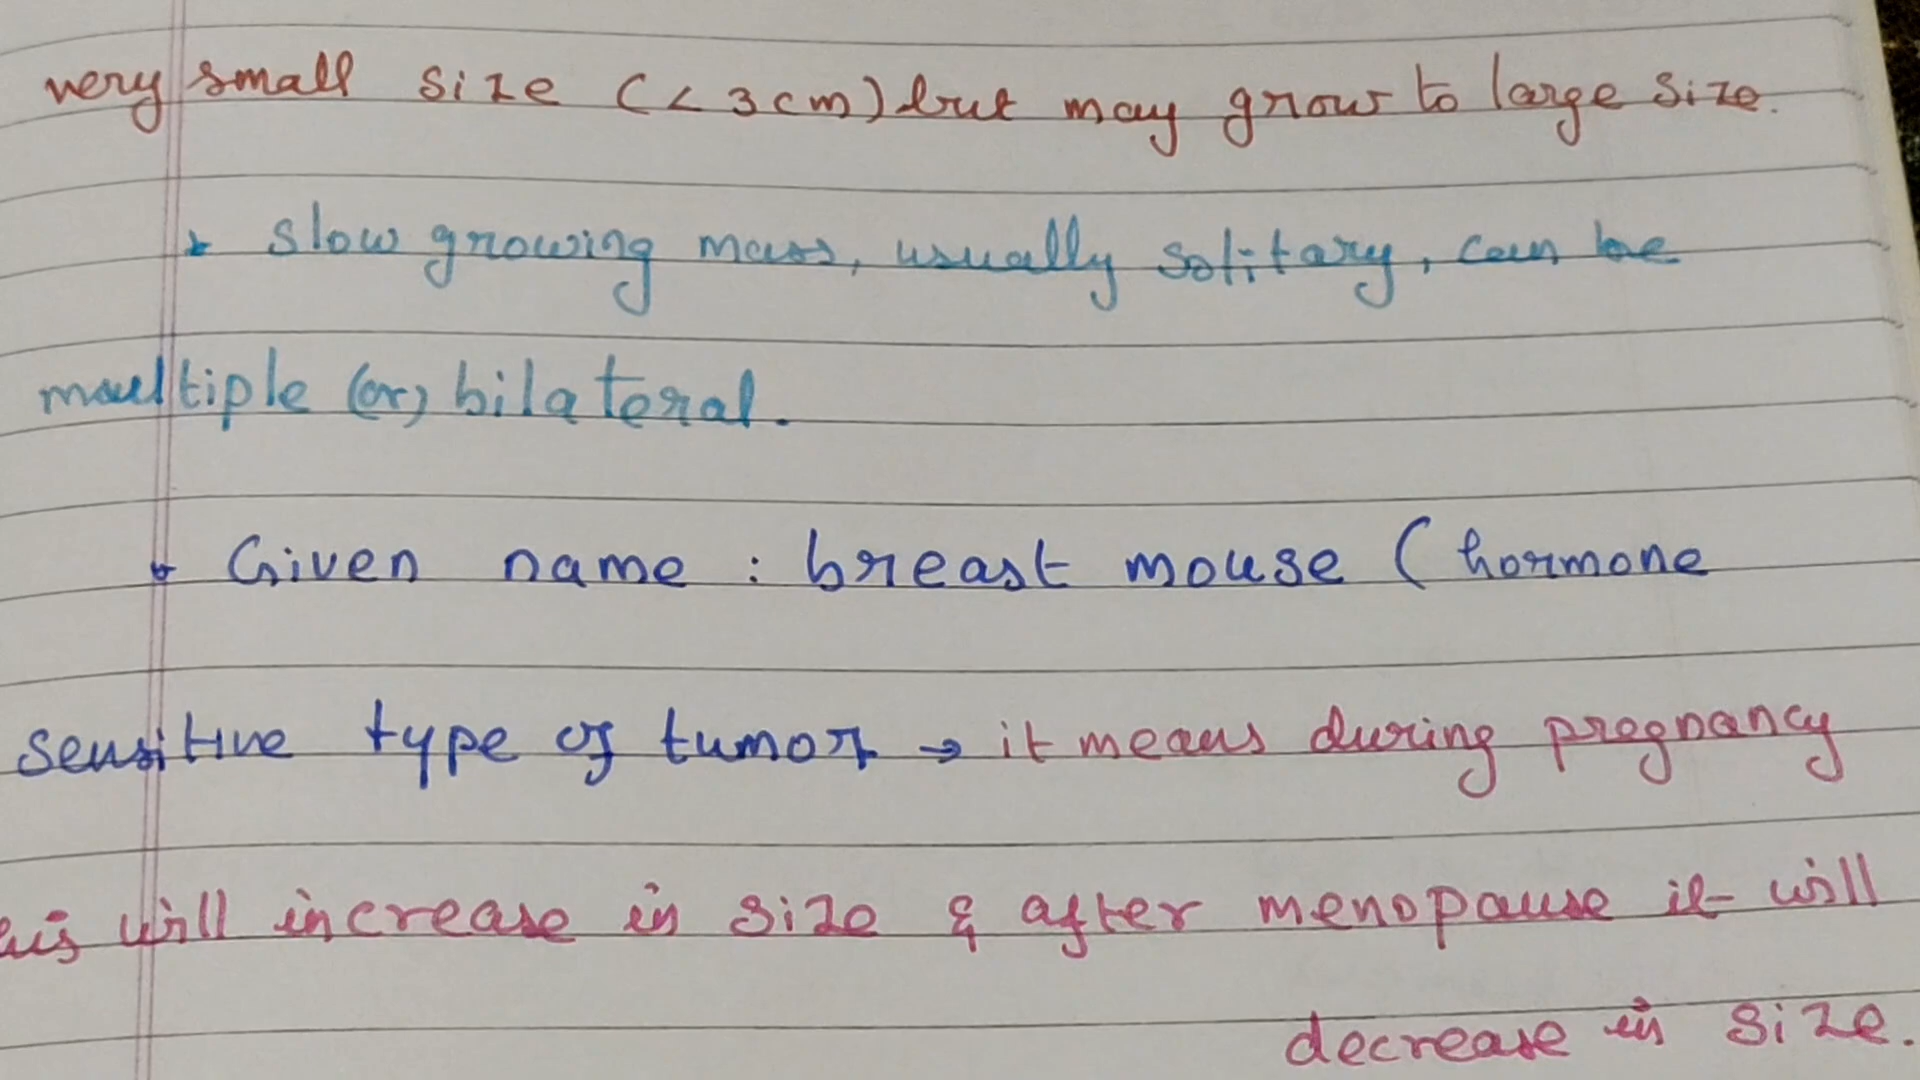 very small size (< 3cm) but may grow to large size.
* slow growing mass, usually solitary, can be
multiple (or) bilateral.
* Given name : breast mouse (hormone
sensitive type of tumor → it means during pregnancy
will increase in size & after menopause it will
decrease in size.